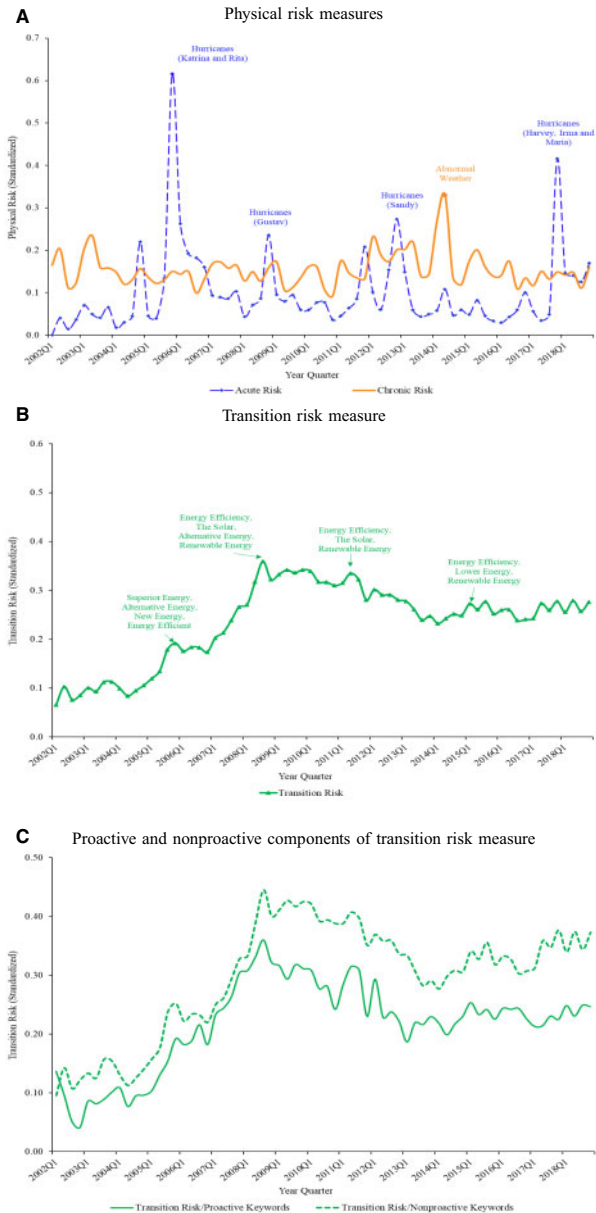 A
Physical risk measures
Physical Risk (Standardized)
0.7
0.6
0.5
0.4
0.3
0.2
0.1
0.0
Hurricanes
(Katrina and Rita)
Hurricanes
(Gustav)
Hurricanes
(Sandy)
Abnormal
Weather
Hurricanes
(Harvey, Irma and
Maria)
2002Q1 2003Q1 2004Q1 2005Q1 2006Q1 2007Q1 2008Q1 2009Q1 2010Q1 2011Q1 2012Q1 2013Q1 2014Q1 2015Q1 2016Q1 2017Q1 2018Q1
Year Quarter
Acute Risk Chronic Risk
B
Transition risk measure
Transition Risk (Standardized)
0.6
0.5
0.4
0.3
0.2
0.1
0.0
Superior Energy,
Alternative Energy,
New Energy,
Energy Efficient
Energy Efficiency,
The Solar,
Alternative Energy,
Renewable Energy
Energy Efficiency,
The Solar,
Renewable Energy
Energy Efficiency,
Lower Energy,
Renewable Energy
2002Q1 2003Q1 2004Q1 2005Q1 2006Q1 2007Q1 2008Q1 2009Q1 2010Q1 2011Q1 2012Q1 2013Q1 2014Q1 2015Q1 2016Q1 2017Q1 2018Q1
Year Quarter
Transition Risk
C
Proactive and nonproactive components of transition risk measure
Transition Risk (Standardized)
0.50
0.40
0.30
0.20
0.10
0.00
2002Q1 2003Q1 2004Q1 2005Q1 2006Q1 2007Q1 2008Q1 2009Q1 2010Q1 2011Q1 2012Q1 2013Q1 2014Q1 2015Q1 2016Q1 2017Q1 2018Q1
Year Quarter
Transition Risk/Proactive Keywords Transition Risk/Nonproactive Keywords